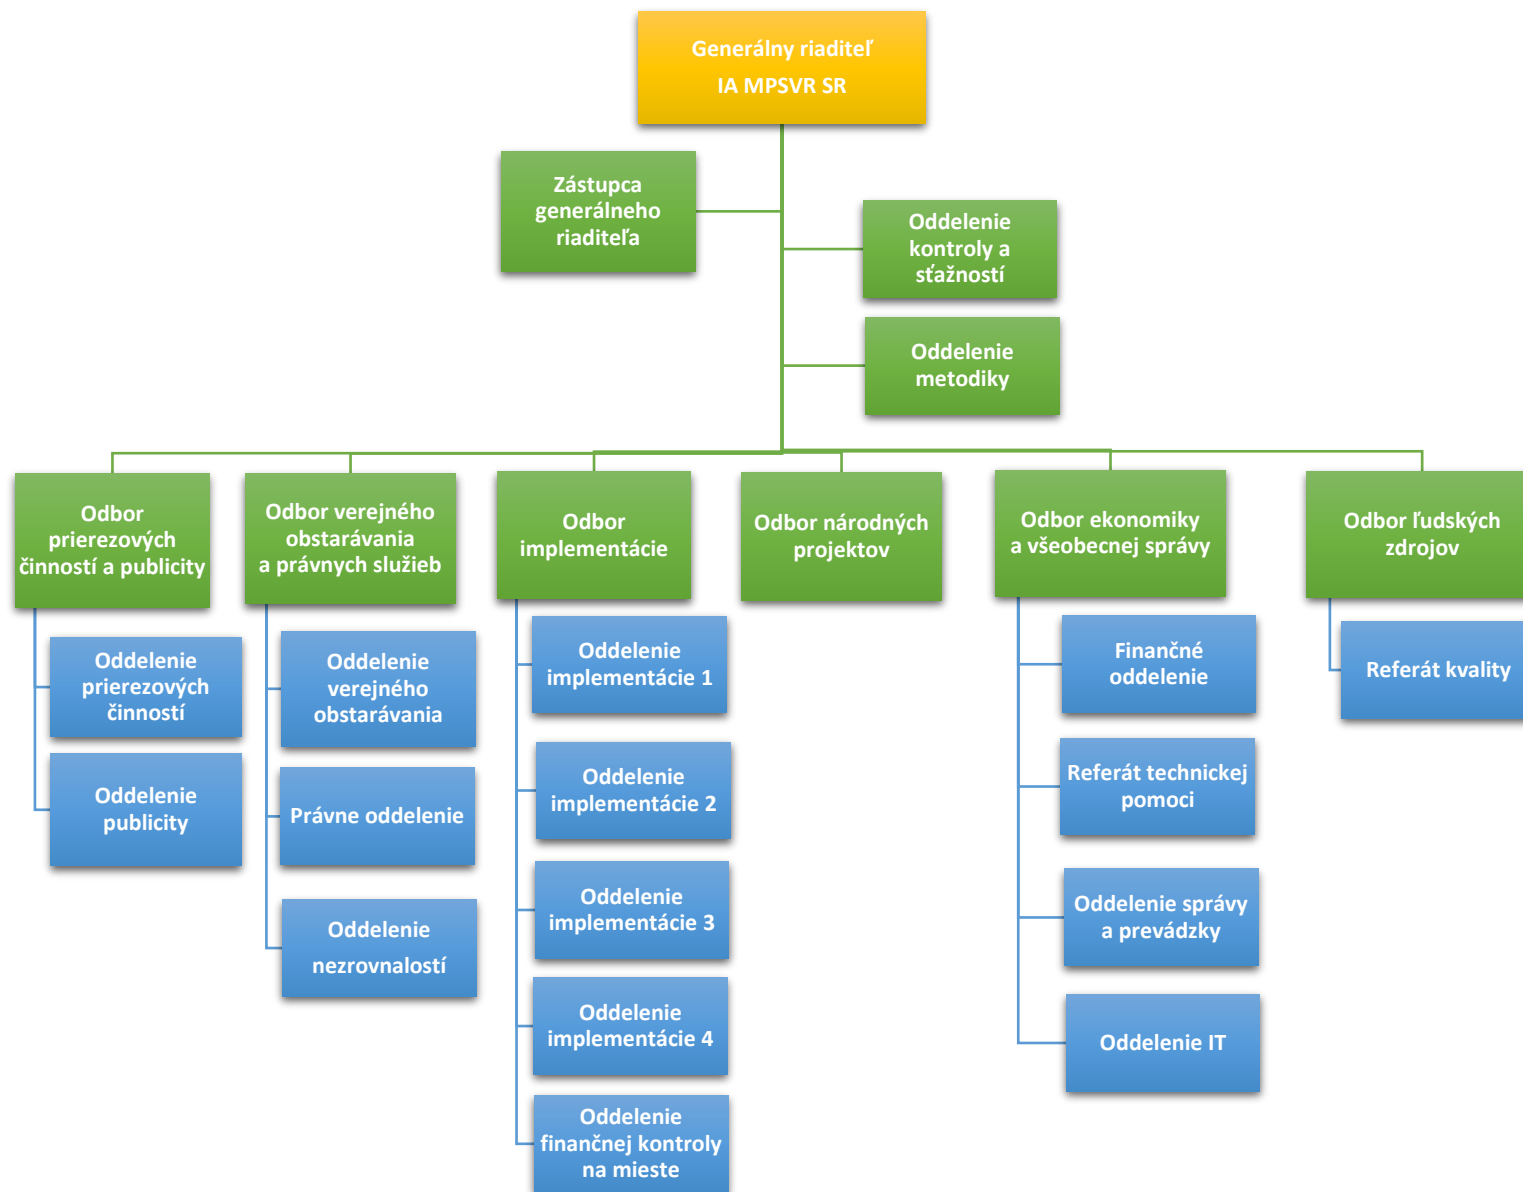 Generálny riaditeľ
IA MPSVR SR
Zástupca
generálneho
riaditeľa
Oddelenie
kontroly a
sťažností
Oddelenie
metodiky
Odbor
prierezových
činností a publicity
Odbor verejného
obstarávania
a právnych služieb
Odbor
implementácie
Odbor národných
projektov
Odbor ekonomiky
a všeobecnej správy
Odbor ľudských
zdrojov
Oddelenie
prierezových
činností
Oddelenie
publicity
Oddelenie
verejného
obstarávania
Právne oddelenie
Oddelenie
nezrovnalostí
Oddelenie
implementácie 1
Oddelenie
implementácie 2
Oddelenie
implementácie 3
Oddelenie
implementácie 4
Oddelenie
finančnej kontroly
na mieste
Finančné
oddelenie
Referát technickej
pomoci
Oddelenie správy
a prevádzky
Oddelenie IT
Referát kvality